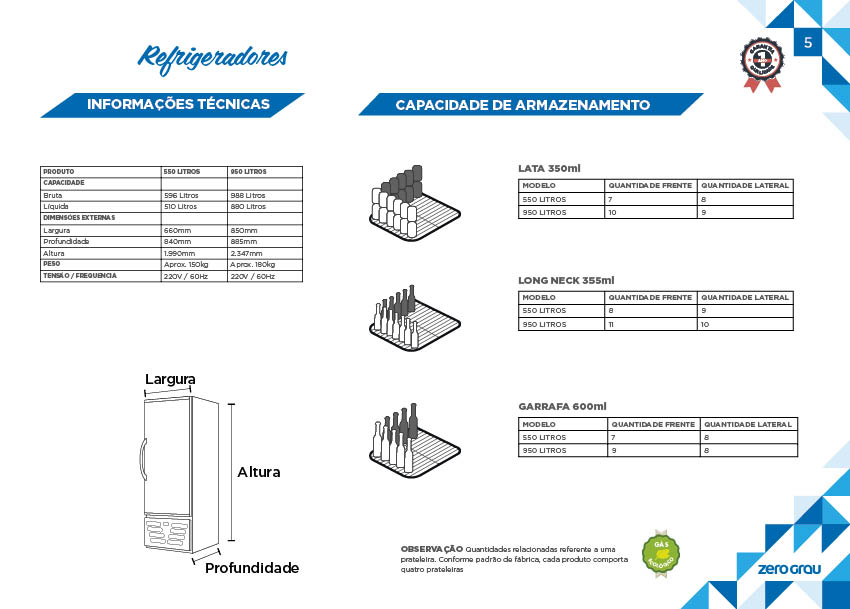 5
GARANTIA
1
ANO
Refrigeradores
INFORMAÇÕES TÉCNICAS
CAPACIDADE DE ARMAZENAMENTO
PRODUTO 550 LITROS 950 LITROS
CAPACIDADE
Bruta 596 Litros 988 Litros
Líquida 510 Litros 880 Litros
DIMENSÕES EXTERNAS
Largura 660mm 850mm
Profundidade 840mm 885mm
Altura 1.990mm 2.347mm
PESO Aprox. 150kg Aprox. 180kg
TENSÃO / FREQUENCIA 220V / 60Hz 220V / 60Hz
LATA 350ml
MODELO QUANTIDADE FRENTE QUANTIDADE LATERAL
550 LITROS 7 8
950 LITROS 10 9
LONG NECK 355ml
MODELO QUANTIDADE FRENTE QUANTIDADE LATERAL
550 LITROS 8 9
950 LITROS 11 10
Largura
Altura
Profundidade
GARRAFA 600ml
MODELO QUANTIDADE FRENTE QUANTIDADE LATERAL
550 LITROS 7 8
950 LITROS 9 8
OBSERVAÇÃO Quantidades relacionadas referente a uma
prateleira. Conforme padrão de fábrica, cada produto comporta
quatro prateleiras
GÁS
ECOLÓGICO
zero grau